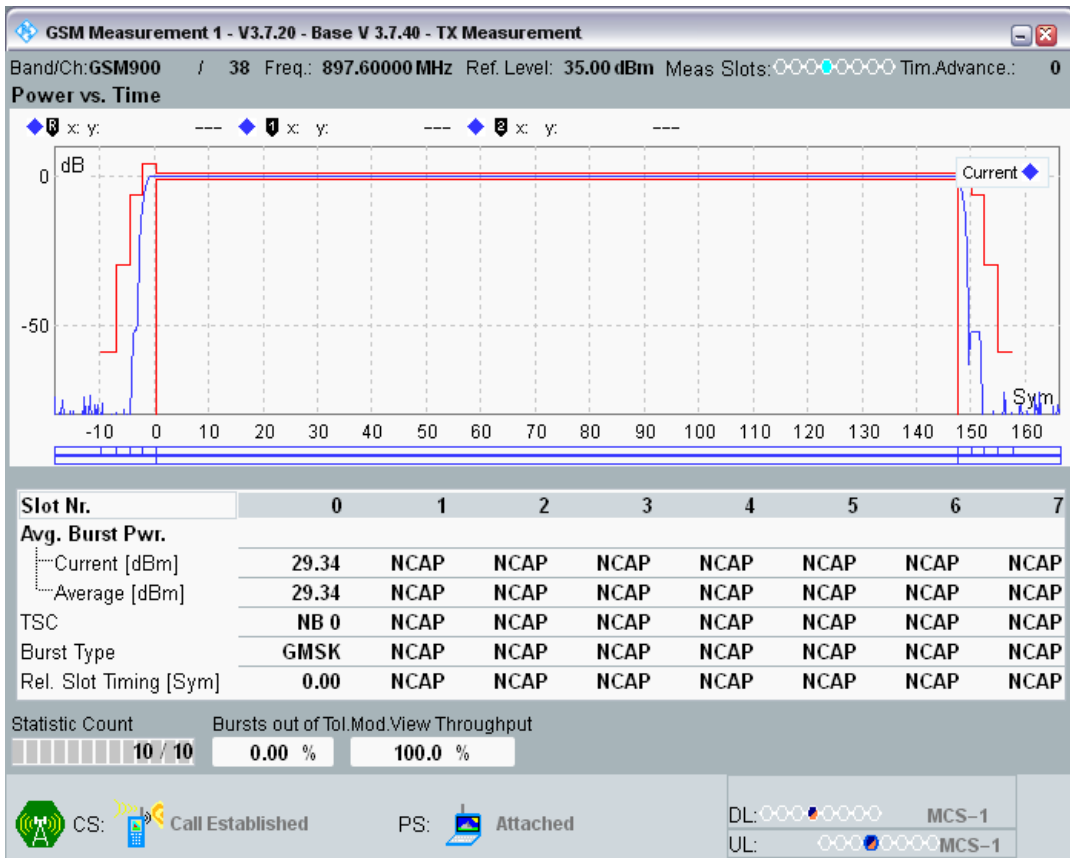 GSM Measurement 1 - V3.7.20 - Base V 3.7.40 - TX Measurement
Band/Ch:GSM900 / 38 Freq.: 897.60000 MHz Ref. Level: 35.00 dBm Meas Slots: Tim.Advance.: 0
Power vs. Time
R x: y: --- 1 x: y: --- 2 x: y: ---
dB
Current
0
-50
Sym
-10 0 10 20 30 40 50 60 70 80 90 100 110 120 130 140 150 160
Slot Nr. 0 1 2 3 4 5 6 7
Avg. Burst Pwr.
Current [dBm] 29.34 NCAP NCAP NCAP NCAP NCAP NCAP NCAP
Average [dBm] 29.34 NCAP NCAP NCAP NCAP NCAP NCAP NCAP
TSC NB 0 NCAP NCAP NCAP NCAP NCAP NCAP NCAP
Burst Type GMSK NCAP NCAP NCAP NCAP NCAP NCAP NCAP
Rel. Slot Timing [Sym] 0.00 NCAP NCAP NCAP NCAP NCAP NCAP NCAP
Statistic Count Bursts out of Tol.Mod.View Throughput
10 / 10 0.00 % 100.0 %
CS: Call Established PS: Attached
DL: MCS-1
UL: MCS-1